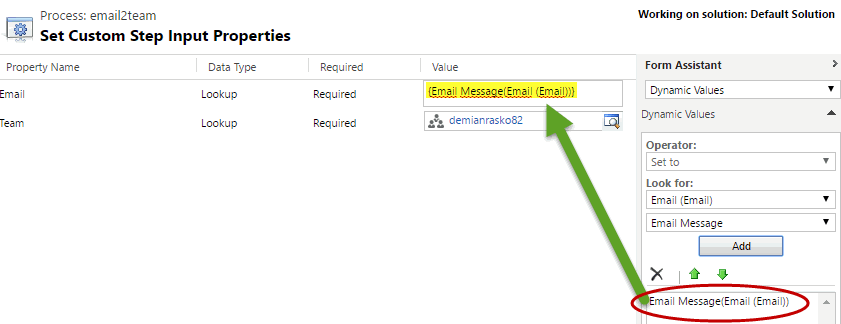 Process: email2team
Working on solution: Default Solution
Set Custom Step Input Properties
Property Name Data Type Required Value
Form Assistant
Dynamic Values
Email Lookup Required {Email Message(Email (Email))}
Dynamic Values
Team Lookup Required demianrasko82
Operator:
Set to
Look for:
Email (Email)
Email Message
Add
Email Message(Email (Email))